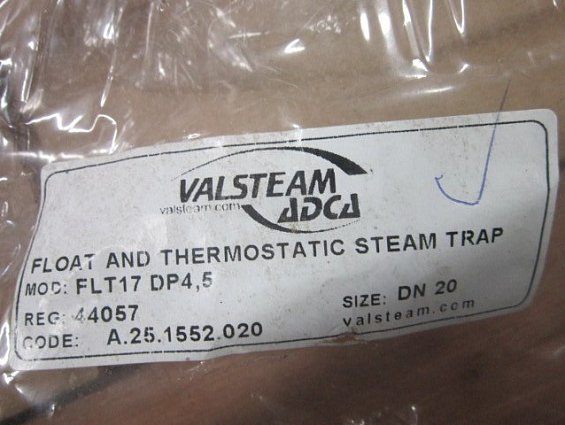 VALSTEAM
valsteam.com ADCA
FLOAT AND THERMOSTATIC STEAM TRAP
MOD: FLT17 DP4,5
REG: 44057 SIZE: DN 20
CODE: A.25.1552.020 valsteam.com